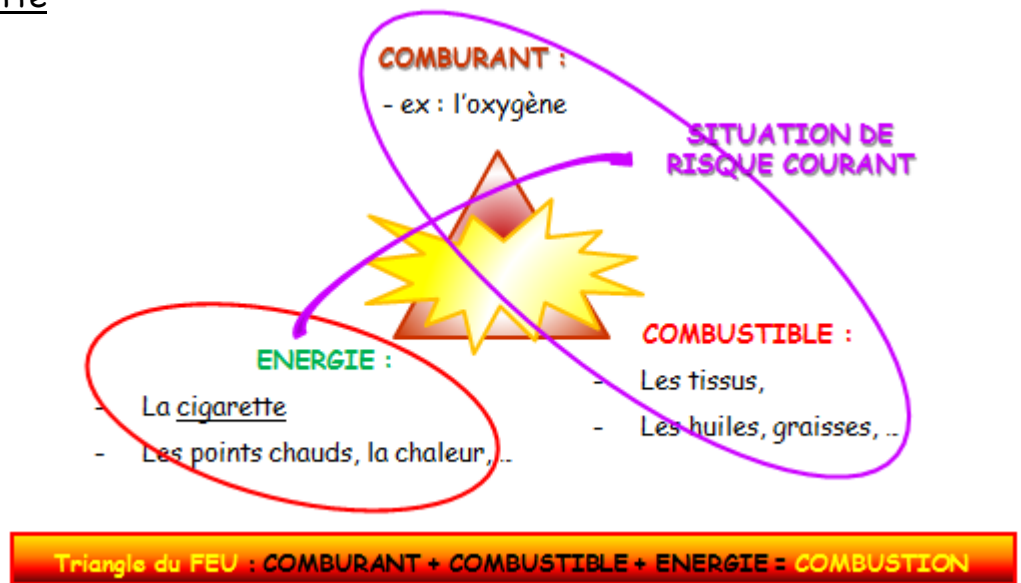 COMBURANT :
- ex : l'oxygène
SITUATION DE
RISQUE COURANT
ENERGIE :
- La cigarette
- Les points chauds, la chaleur, ...
COMBUSTIBLE :
- Les tissus,
- Les huiles, graisses, ...
Triangle du FEU : COMBURANT + COMBUSTIBLE + ENERGIE = COMBUSTION